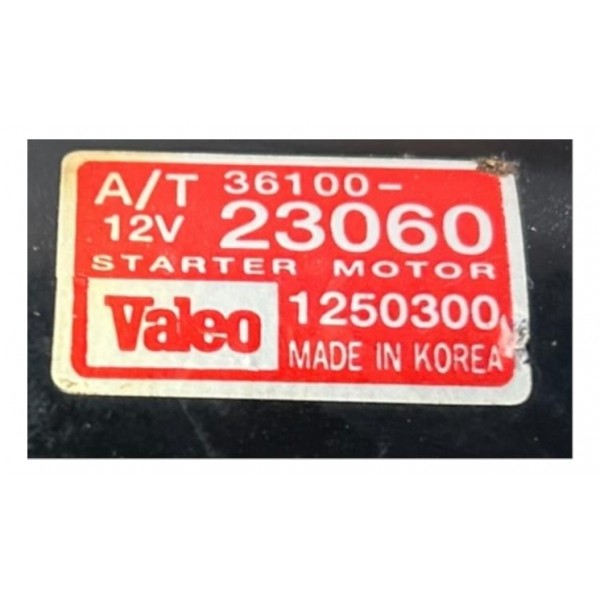 A/T 36100-
12V 23060
STARTER MOTOR
Valeo 1250300
MADE IN KOREA